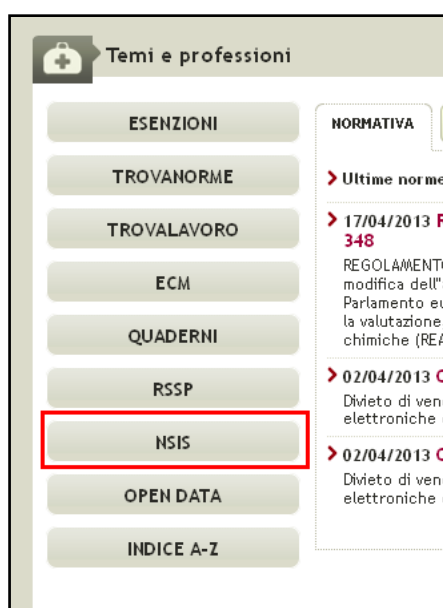 Temi e professioni
ESENZIONI
TROVANORME
TROVALAVORO
ECM
QUADERNI
RSSP
NSIS
OPEN DATA
INDICE A-Z
NORMATIVA
Ultime norme
17/04/2013
348
REGOLAMENTO
modifica dell"
Parlamento eu
la valutazione
chimiche (REA
02/04/2013
Divieto di ven
elettroniche
02/04/2013
Divieto di ven
elettroniche